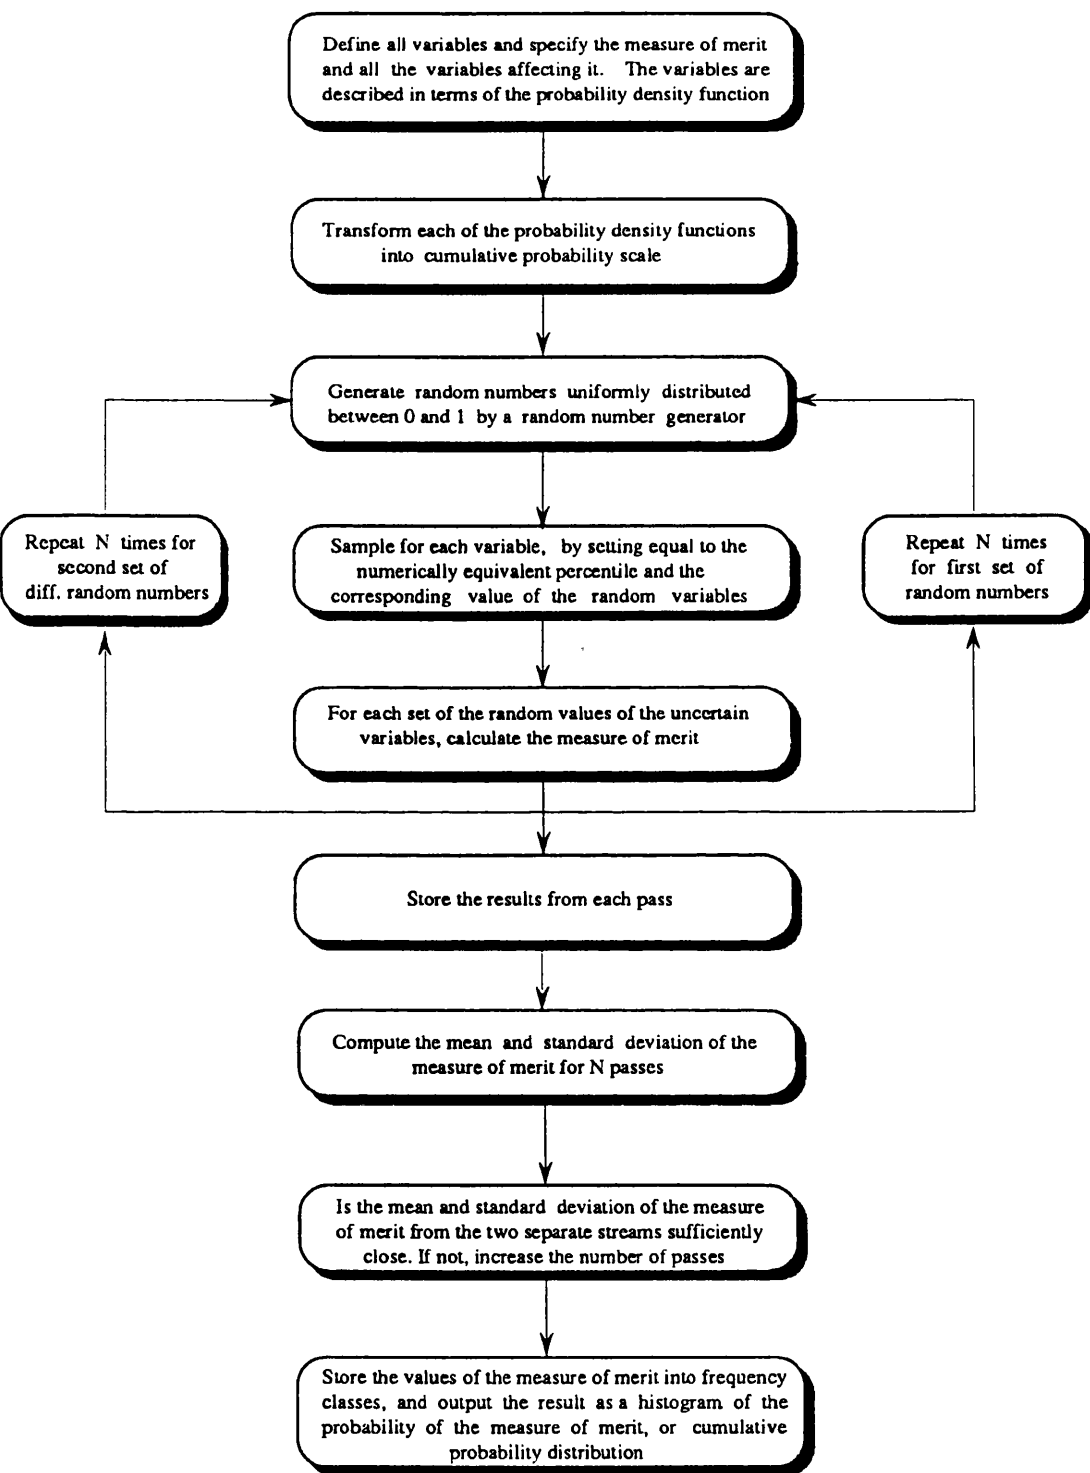 Define all variables and specify the measure of merit
and all the variables affecting it. The variables are
described in terms of the probability density function
Transform each of the probability density functions
into cumulative probability scale
Generate random numbers uniformly distributed
between 0 and 1 by a random number generator
Repeat N times for
second set of
diff. random numbers
Sample for each variable, by setting equal to the
numerically equivalent percentile and the
corresponding value of the random variables
Repeat N times
for first set of
random numbers
For each set of the random values of the uncertain
variables, calculate the measure of merit
Store the results from each pass
Compute the mean and standard deviation of the
measure of merit for N passes
Is the mean and standard deviation of the measure
of merit from the two separate streams sufficiently
close. If not, increase the number of passes
Store the values of the measure of merit into frequency
classes, and output the result as a histogram of the
probability of the measure of merit, or cumulative
probability distribution